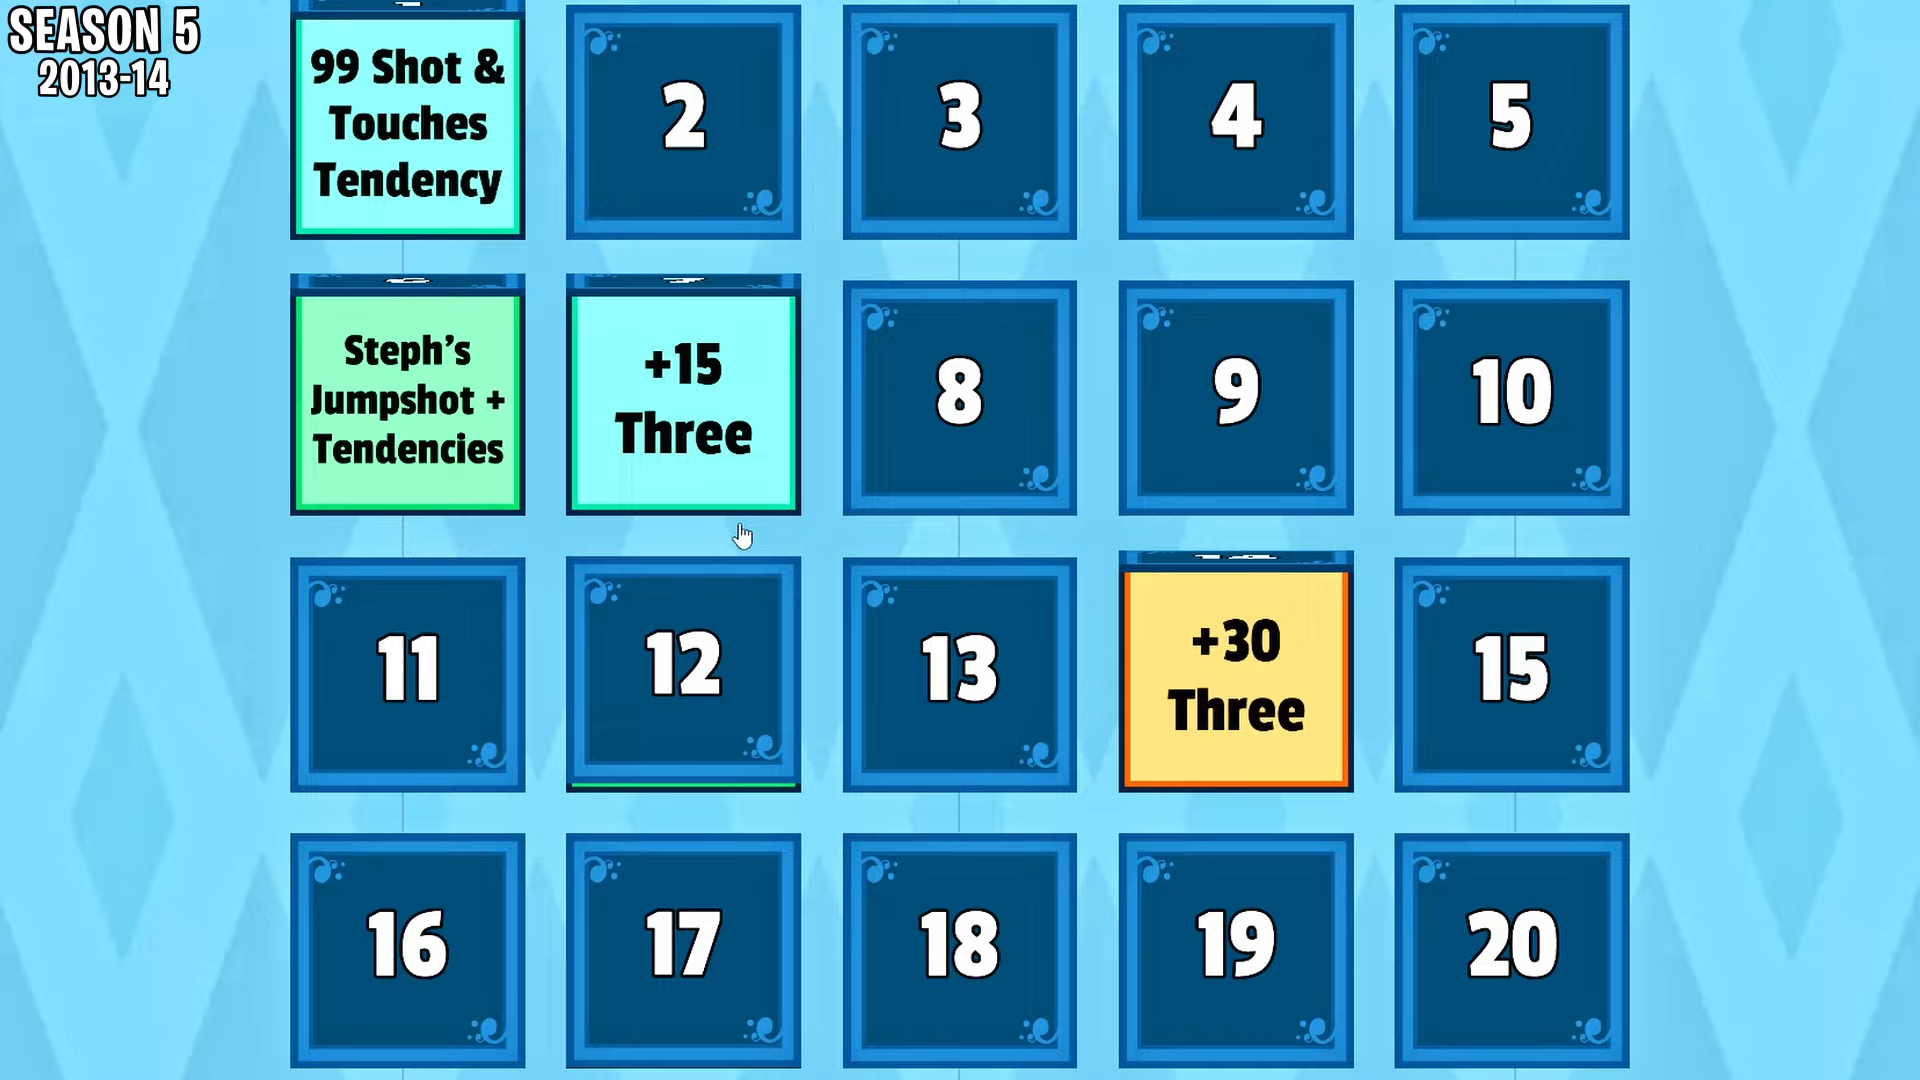 SEASON 5
2013-14
99 Shot &
Touches
Tendency
2
3
4
5
Steph's
Jumpshot +
Tendencies
+15
Three
8
9
10
11
12
13
+30
Three
15
16
17
18
19
20